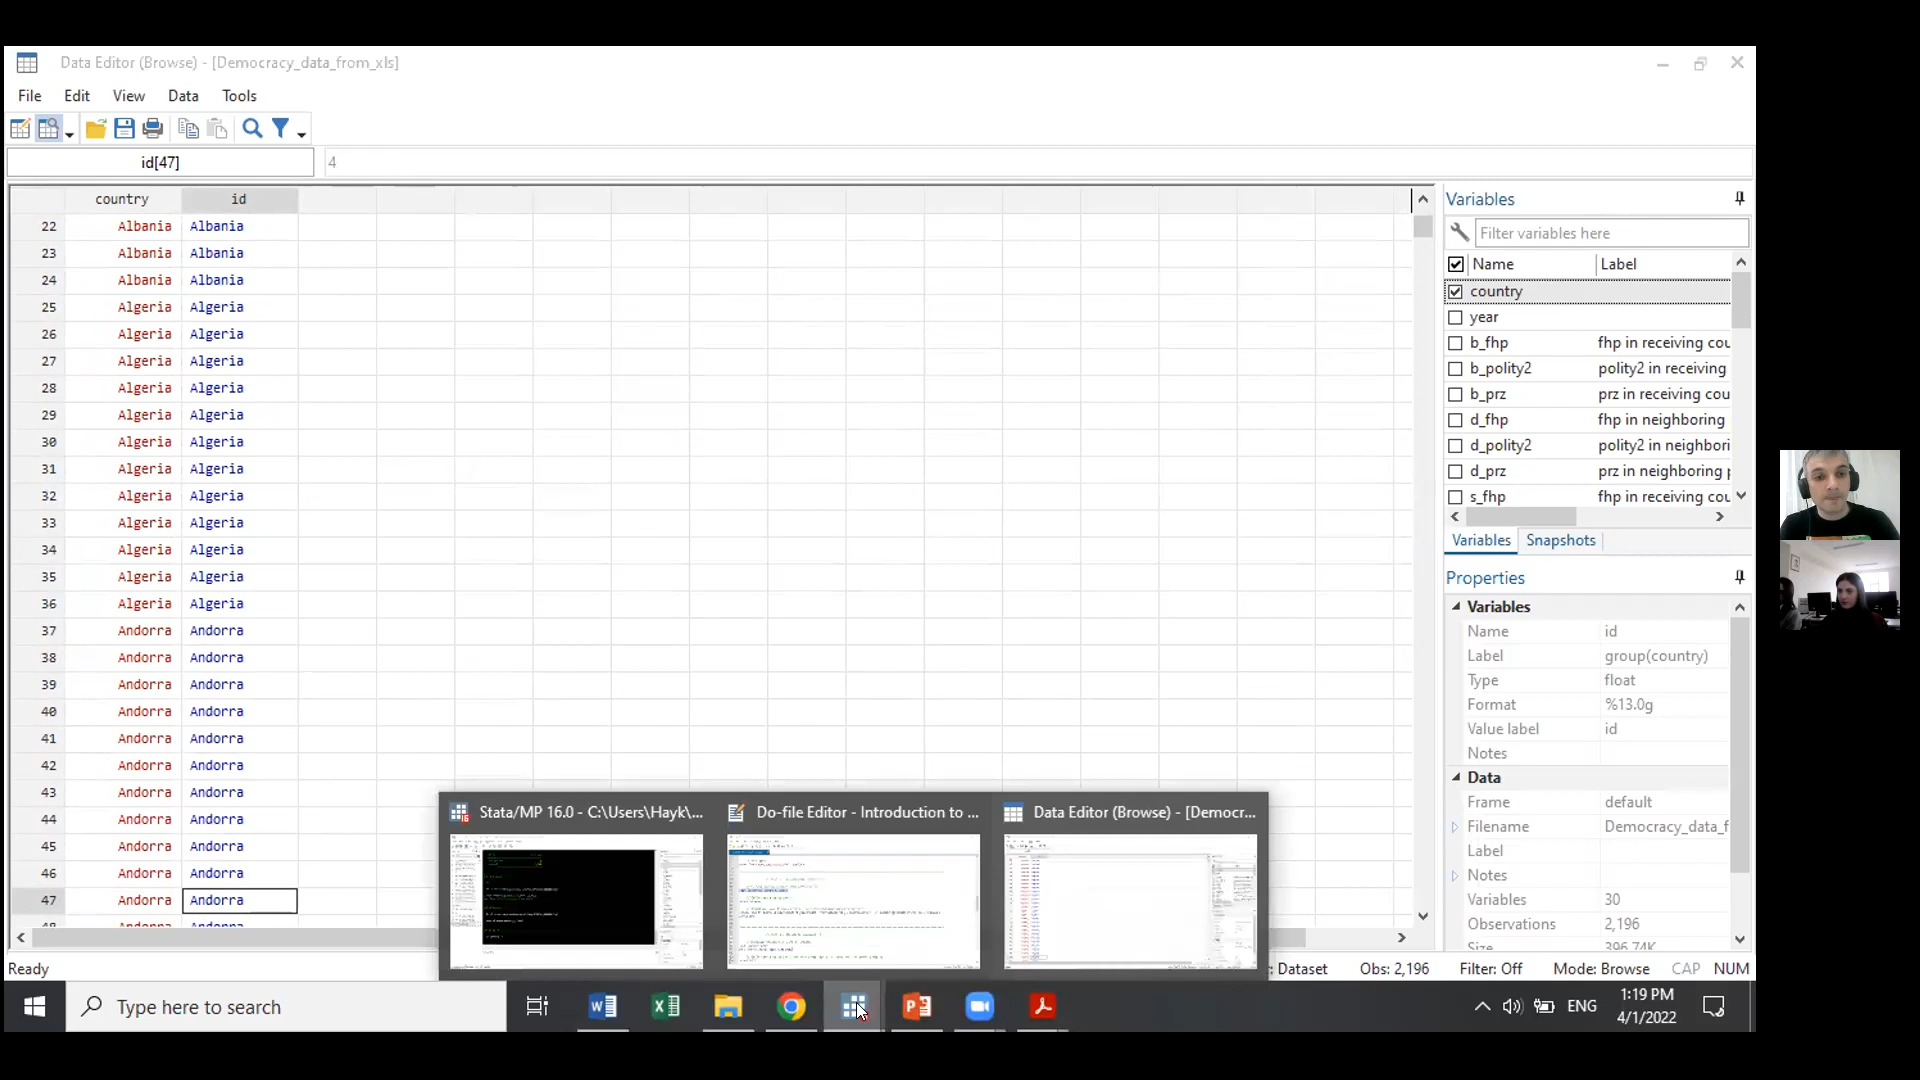 Data Editor (Browse) - [Democracy_data_from_xls]
File Edit View Data Tools
id[47] 4
country id
22 Albania Albania
23 Albania Albania
24 Albania Albania
25 Algeria Algeria
26 Algeria Algeria
27 Algeria Algeria
28 Algeria Algeria
29 Algeria Algeria
30 Algeria Algeria
31 Algeria Algeria
32 Algeria Algeria
33 Algeria Algeria
34 Algeria Algeria
35 Algeria Algeria
36 Algeria Algeria
37 Andorra Andorra
38 Andorra Andorra
39 Andorra Andorra
40 Andorra Andorra
41 Andorra Andorra
42 Andorra Andorra
43 Andorra Andorra
44 Andorra Andorra
45 Andorra Andorra
46 Andorra Andorra
47 Andorra Andorra
48 Andorra Andorra
Variables
Filter variables here
Name Label
country
year
b_fhp fhp in receiving cou
b_polity2 polity2 in receiving
b_prz prz in receiving cou
d_fhp fhp in neighboring
d_polity2 polity2 in neighbori
d_prz prz in neighboring p
s_fhp fhp in receiving cou
Variables Snapshots
Properties
Variables
Name id
Label group(country)
Type float
Format %13.0g
Value label id
Notes
Data
Frame default
Filename Democracy_data_f
Label
Notes
Variables 30
Observations 2,196
Size 396.74K
Stata/MP 16.0 - C:\Users\Hayk\...
Do-file Editor - Introduction to ...
Data Editor (Browse) - [Democr...
Ready
: Dataset Obs: 2,196 Filter: Off Mode: Browse CAP NUM
Type here to search
ENG
1:19 PM
4/1/2022